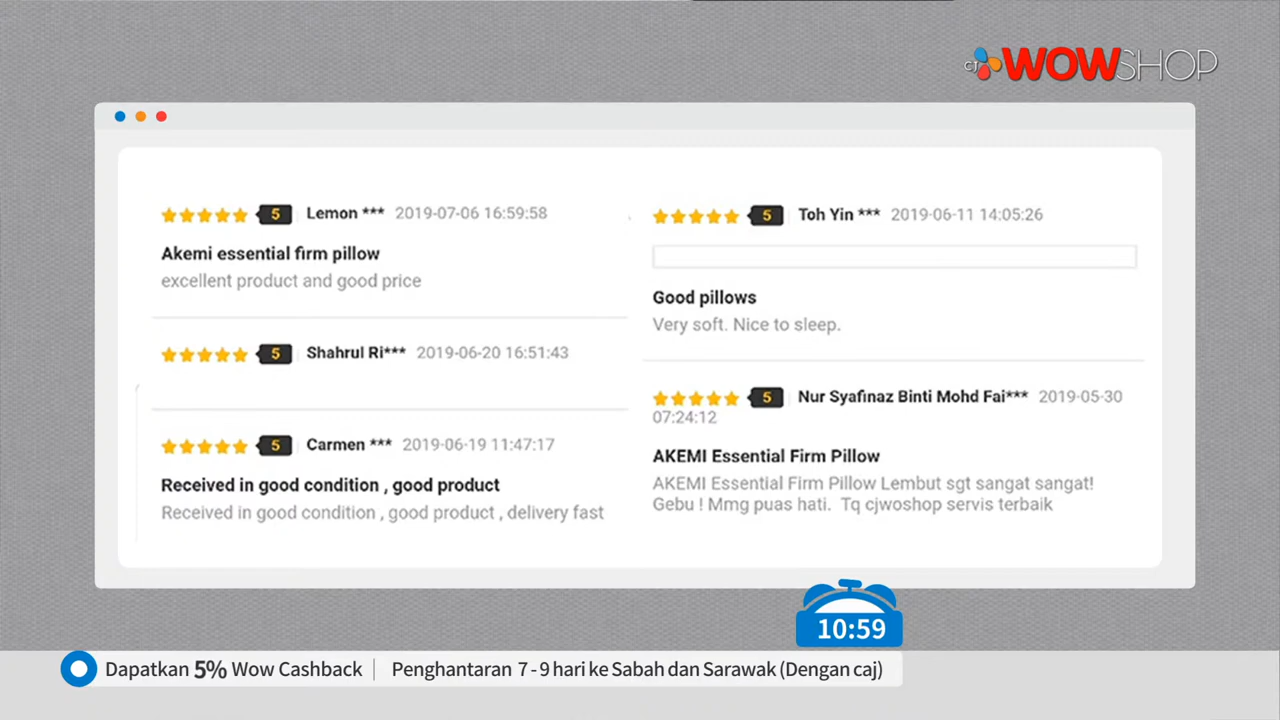 CJ WOWSHOP
5 Lemon *** 2019-07-06 16:59:58
Akemi essential firm pillow
excellent product and good price
5 Shahrul Ri*** 2019-06-20 16:51:43
5 Carmen *** 2019-06-19 11:47:17
Received in good condition , good product
Received in good condition , good product , delivery fast
5 Toh Yin *** 2019-06-11 14:05:26
Good pillows
Very soft. Nice to sleep.
5 Nur Syafinaz Binti Mohd Fai*** 2019-05-30
07:24:12
AKEMI Essential Firm Pillow
AKEMI Essential Firm Pillow Lembut sgt sangat sangat!
Gebu ! Mmg puas hati. Tq cjwoshop servis terbaik
10:59
Dapatkan 5% Wow Cashback | Penghantaran 7 - 9 hari ke Sabah dan Sarawak (Dengan caj)